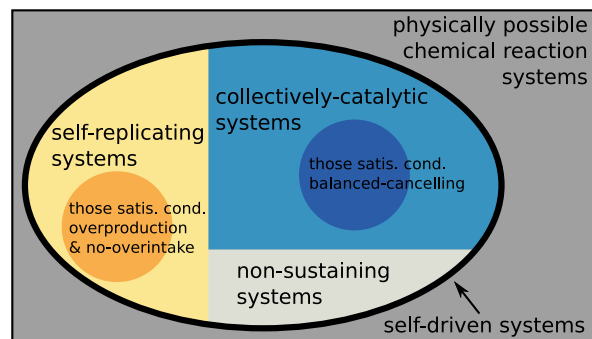 physically possible
chemical reaction
systems
collectively-catalytic
systems
self-replicating
systems
those satis. cond.
balanced-cancelling
those satis. cond.
overproduction
& no-overintake
non-sustaining
systems
self-driven systems